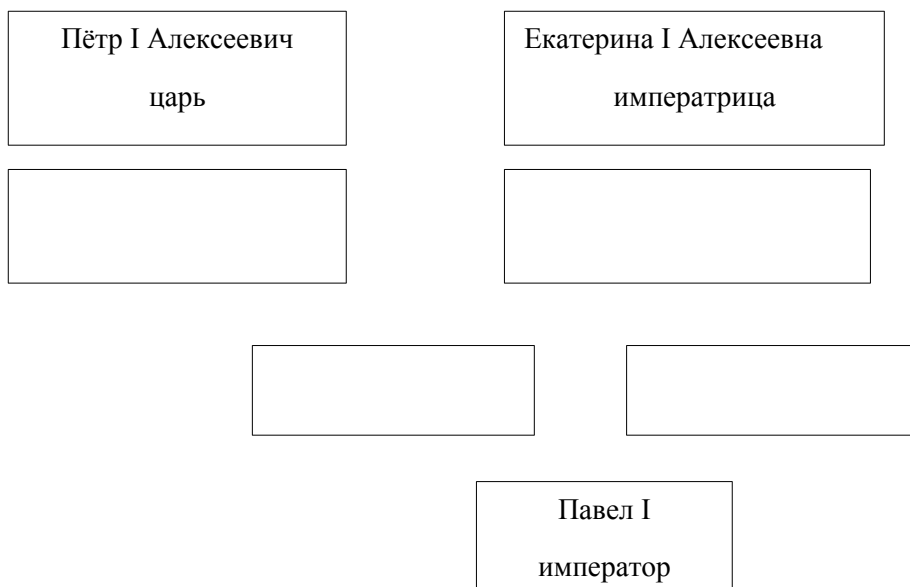 Пётр I Алексеевич
царь
Екатерина I Алексеевна
императрица
Павел I
император